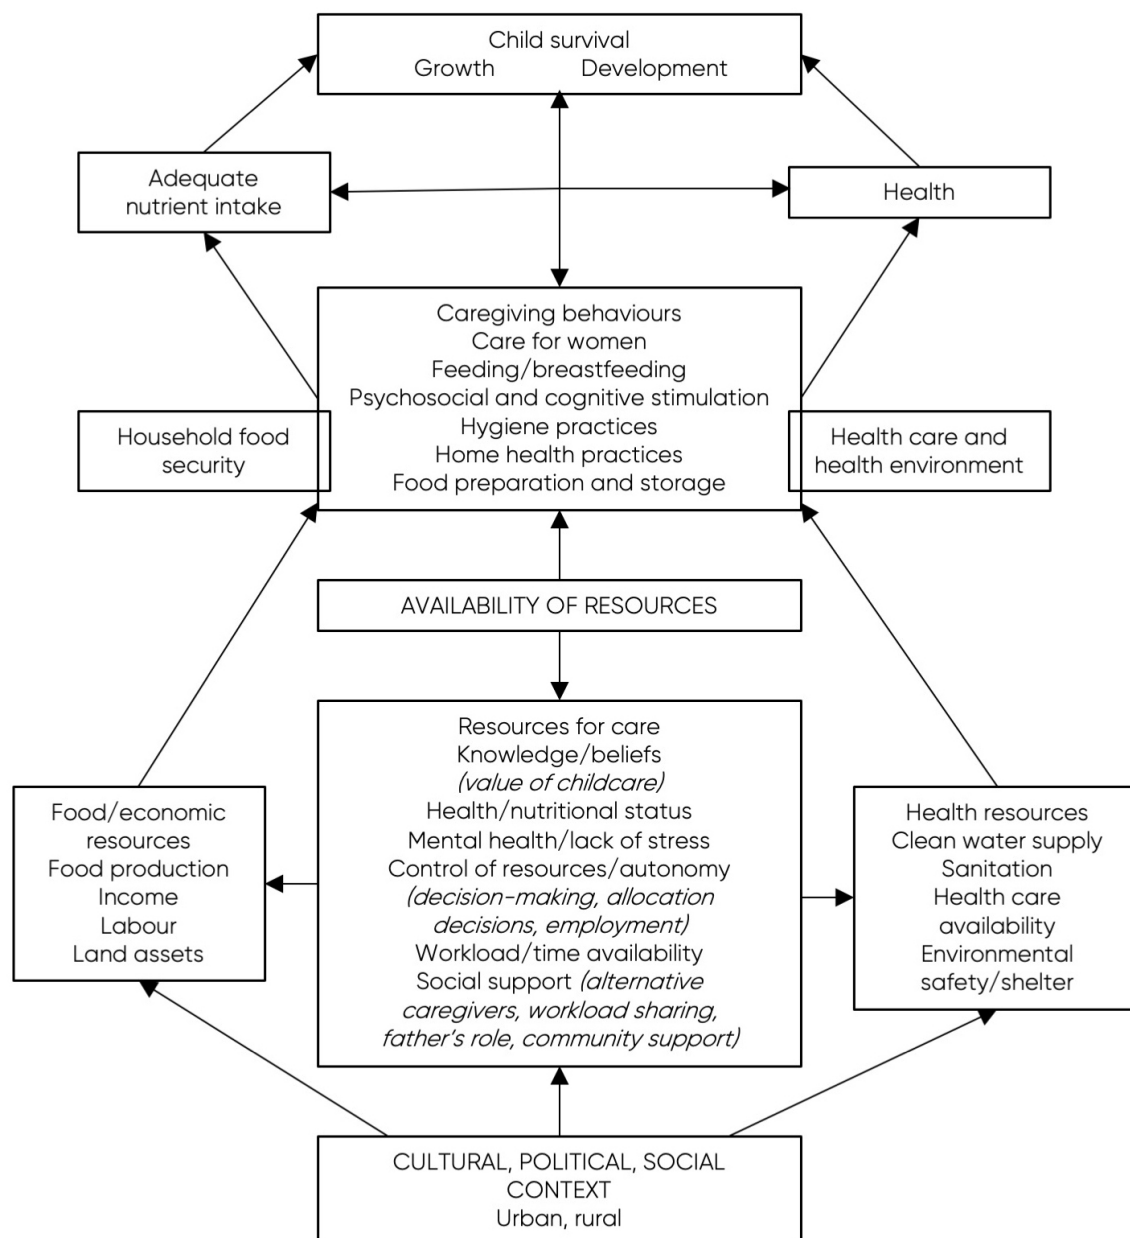 Child survival
Growth Development
Adequate
nutrient intake
Health
Caregiving behaviours
Care for women
Feeding/breastfeeding
Psychosocial and cognitive stimulation
Hygiene practices
Home health practices
Food preparation and storage
Household food
security
Health care and
health environment
AVAILABILITY OF RESOURCES
Food/economic
resources
Food production
Income
Labour
Land assets
Resources for care
Knowledge/beliefs
(value of childcare)
Health/nutritional status
Mental health/lack of stress
Control of resources/autonomy
(decision-making, allocation
decisions, employment)
Workload/time availability
Social support (alternative
caregivers, workload sharing,
father's role, community support)
Health resources
Clean water supply
Sanitation
Health care
availability
Environmental
safety/shelter
CULTURAL, POLITICAL, SOCIAL
CONTEXT
Urban, rural